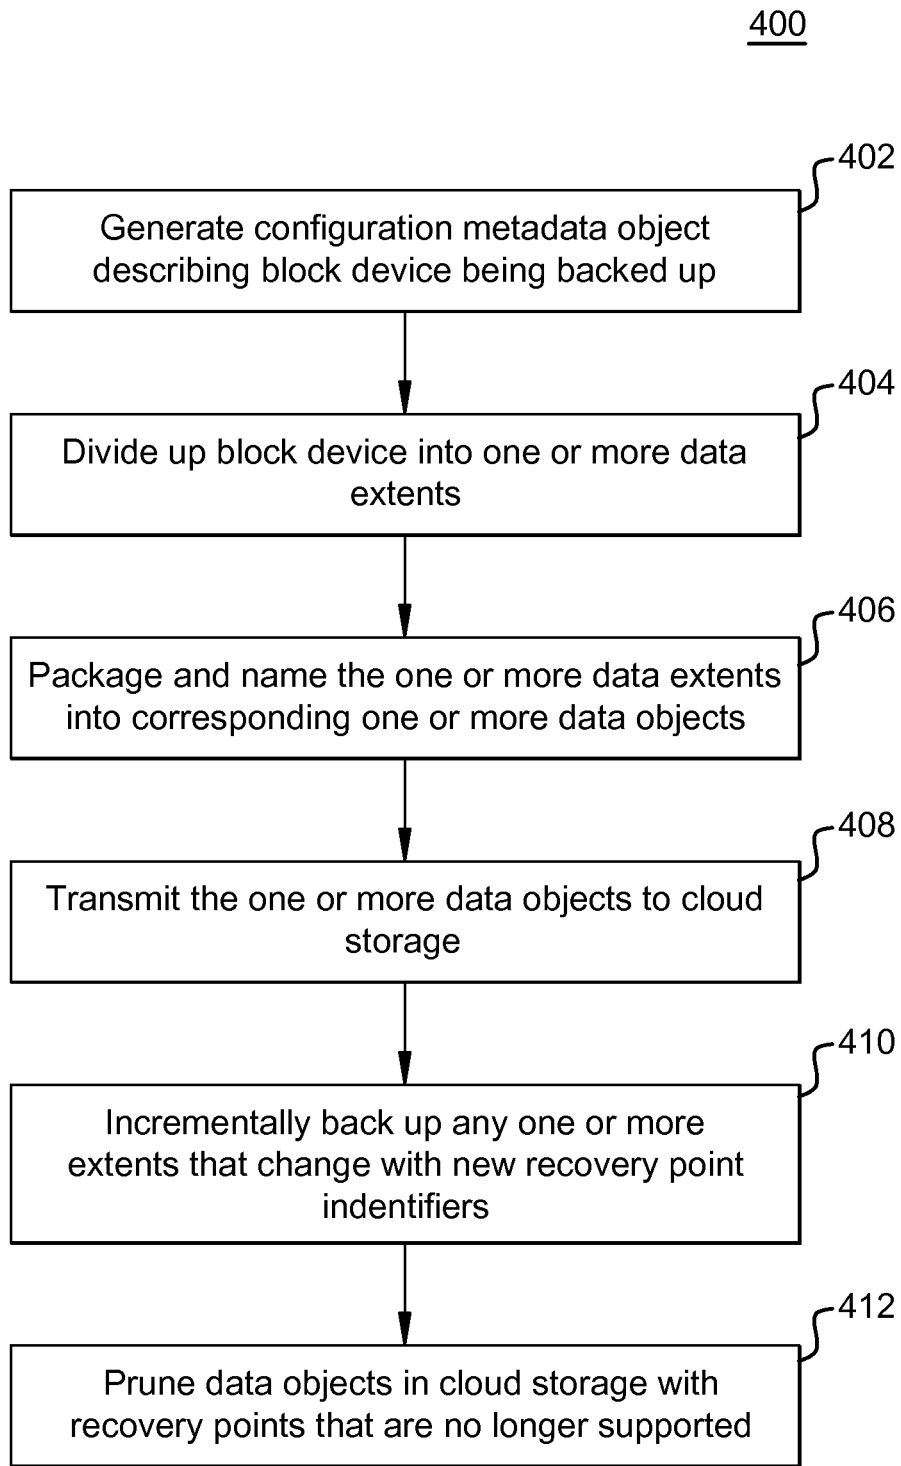 400
402
Generate configuration metadata object
describing block device being backed up
404
Divide up block device into one or more data
extents
406
Package and name the one or more data extents
into corresponding one or more data objects
408
Transmit the one or more data objects to cloud
storage
410
Incrementally back up any one or more
extents that change with new recovery point
indentifiers
412
Prune data objects in cloud storage with
recovery points that are no longer supported